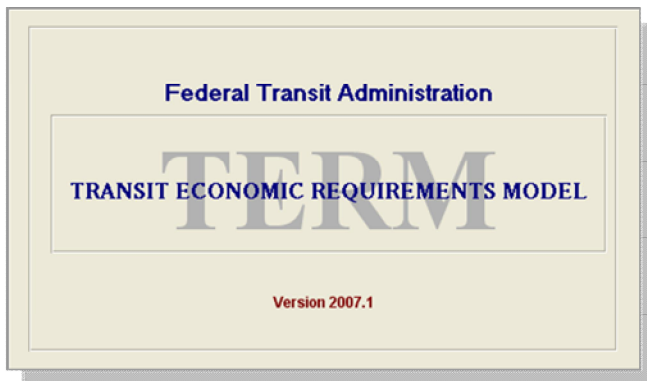 Federal Transit Administration
TERM
TRANSIT ECONOMIC REQUIREMENTS MODEL
Version 2007.1